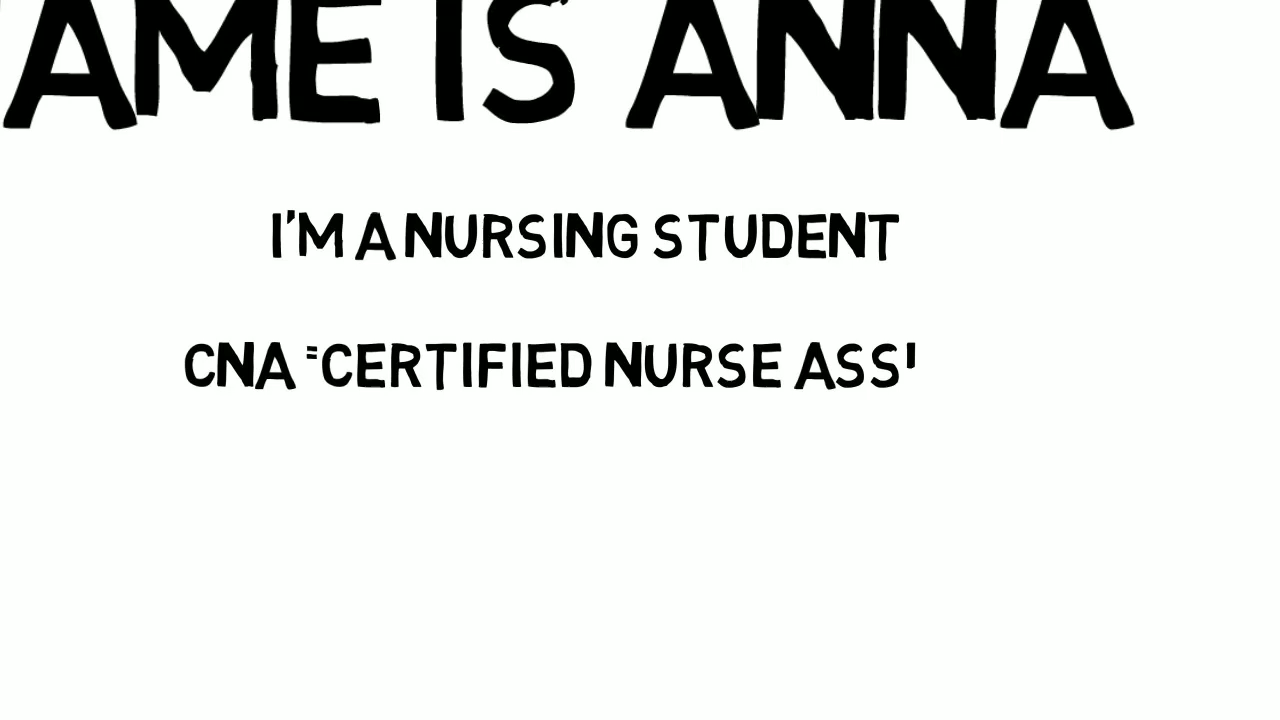 AME IS ANNA
I'M A NURSING STUDENT
CNA =CERTIFIED NURSE ASS